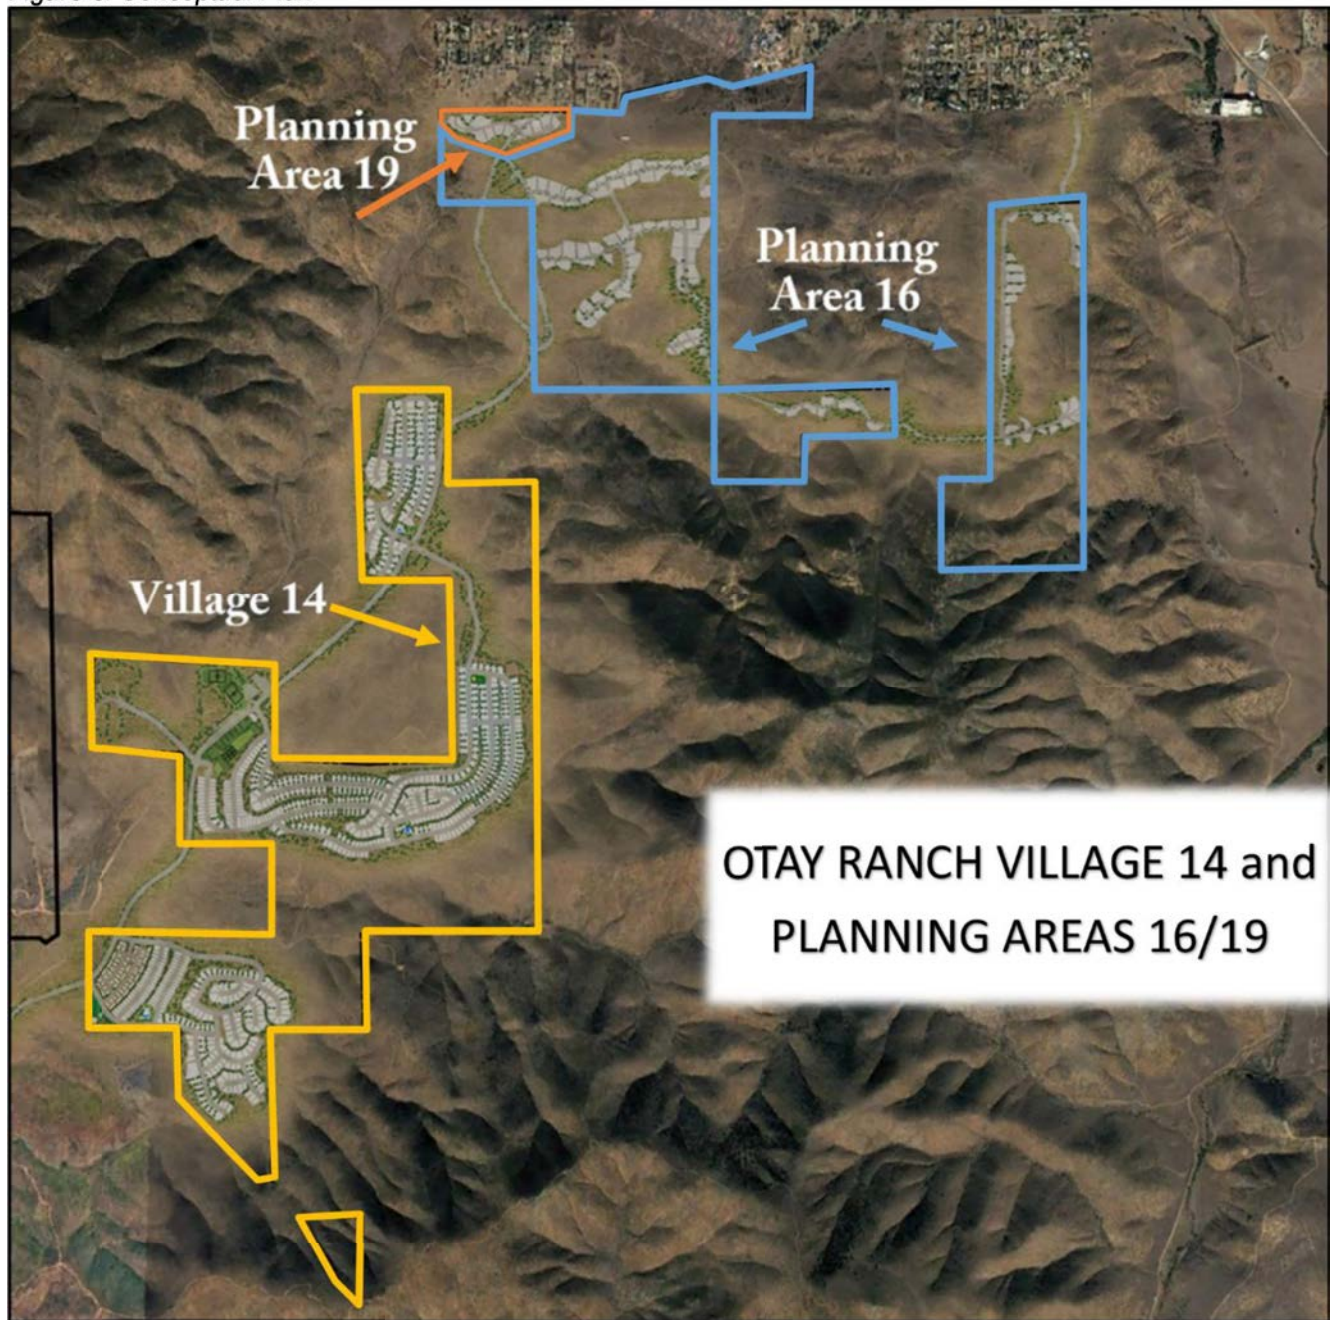 Planning
Area 19
Planning
Area 16
Village 14
OTAY RANCH VILLAGE 14 and
PLANNING AREAS 16/19